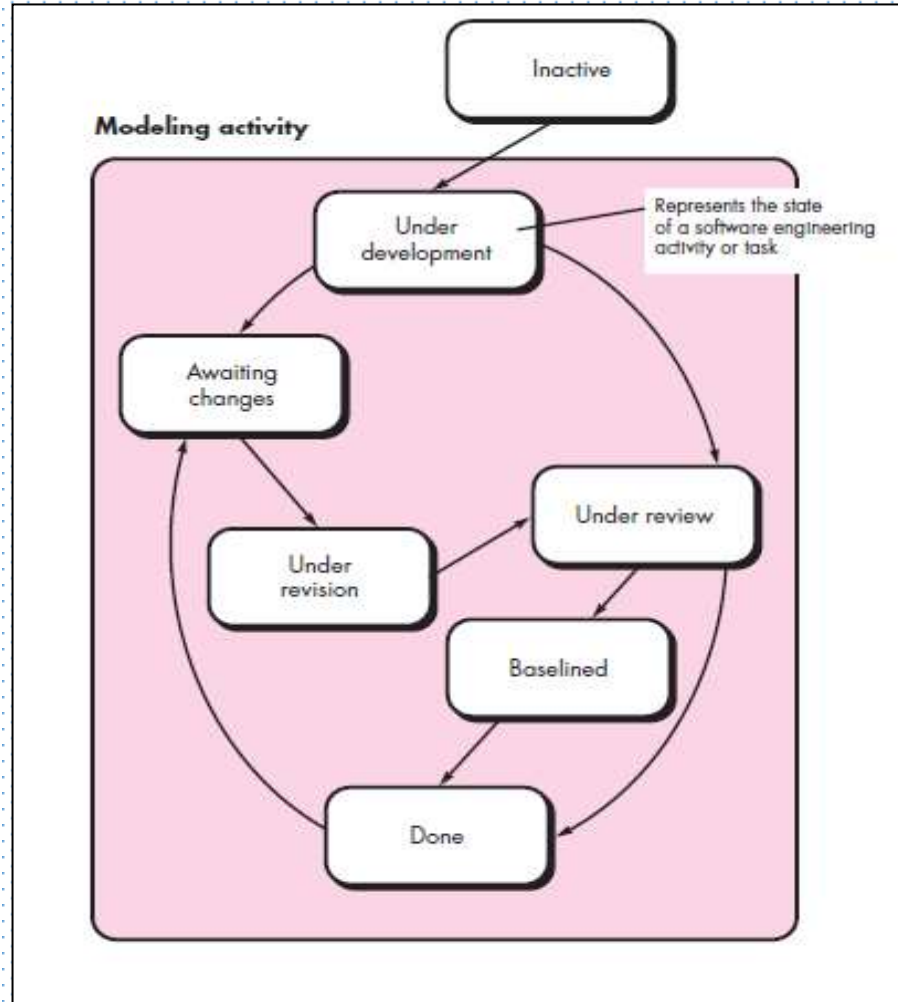 Inactive
Modeling activity
Under
development
Represents the state
of a software engineering
activity or task
Awaiting
changes
Under review
Under
revision
Baselined
Done